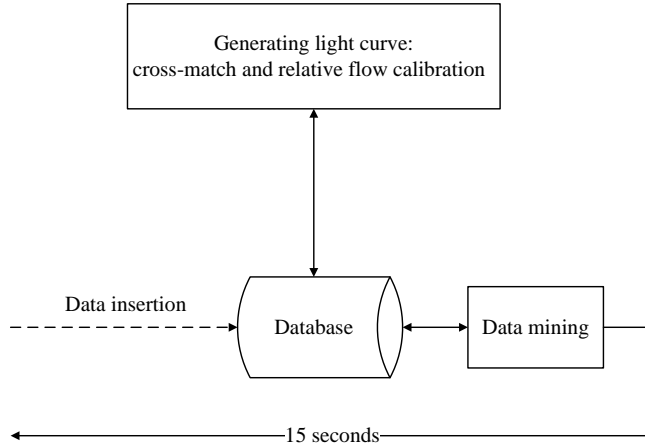 Generating light curve:
cross-match and relative flow calibration
Data insertion
Database
Data mining
15 seconds